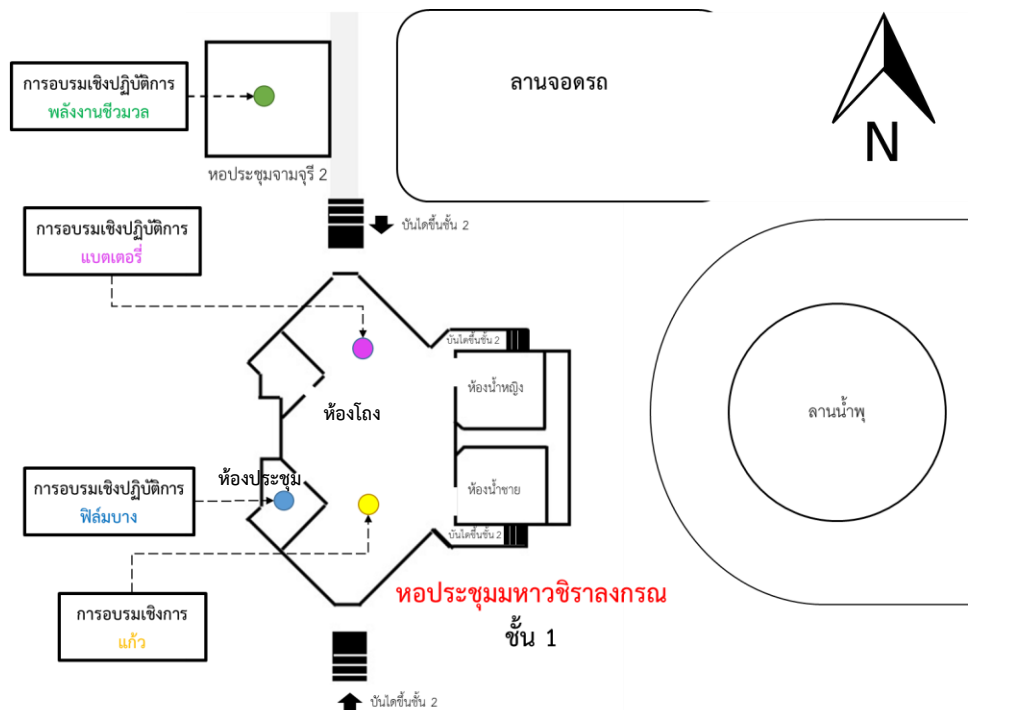 การอบรมเชิงปฏิบัติการ
พลังงานชีวมวล
ลานจอดรถ
N
หอประชุมจามจุรี 2
การอบรมเชิงปฏิบัติการ
แบตเตอรี่
บันไดขึ้นชั้น 2
บันไดขึ้นชั้น 2
ห้องน้ำหญิง
ห้องโถง
ลานน้ำพุ
ห้องประชุม
การอบรมเชิงปฏิบัติการ
ฟิล์มบาง
ห้องน้ำชาย
บันไดขึ้นชั้น 2
หอประชุมมหาวชิราลงกรณ
ชั้น 1
การอบรมเชิงการ
แก้ว
บันไดขึ้นชั้น 2